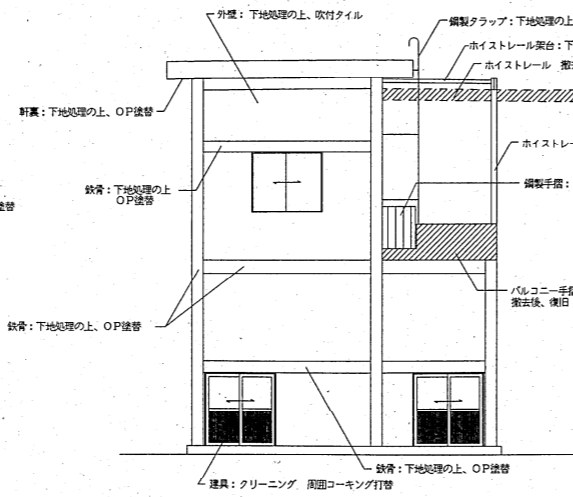 外壁：下地処理の上、吹付タイル
鋼製タラップ：下地処理の上
ホイストレール架台：下
ホイストレール 撤去
軒裏：下地処理の上、ＯＰ塗替
ホイストレー
鉄骨：下地処理の上
ＯＰ塗替
鋼製手摺：
塗替
バルコニー手摺
撤去後、復旧
鉄骨：下地処理の上、ＯＰ塗替
鉄骨：下地処理の上、ＯＰ塗替
建具：クリーニング 周囲コーキング打替